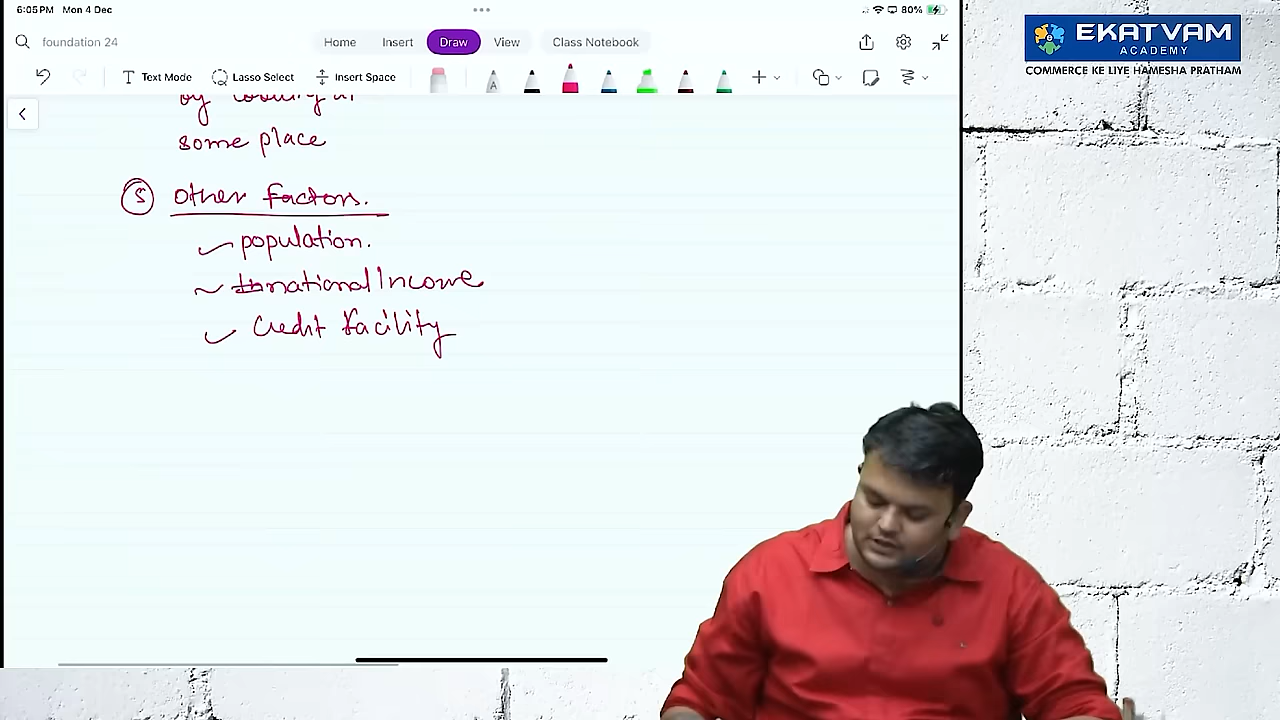 6:05 PM Mon 4 Dec
80%
foundation 24
Home Insert Draw View Class Notebook
Text Mode Lasso Select Insert Space
EKATVAM
ACADEMY
COMMERCE KE LIYE HAMESHA PRATHAM
by
some place
5 Other factors.
population.
national Income
Credit facility